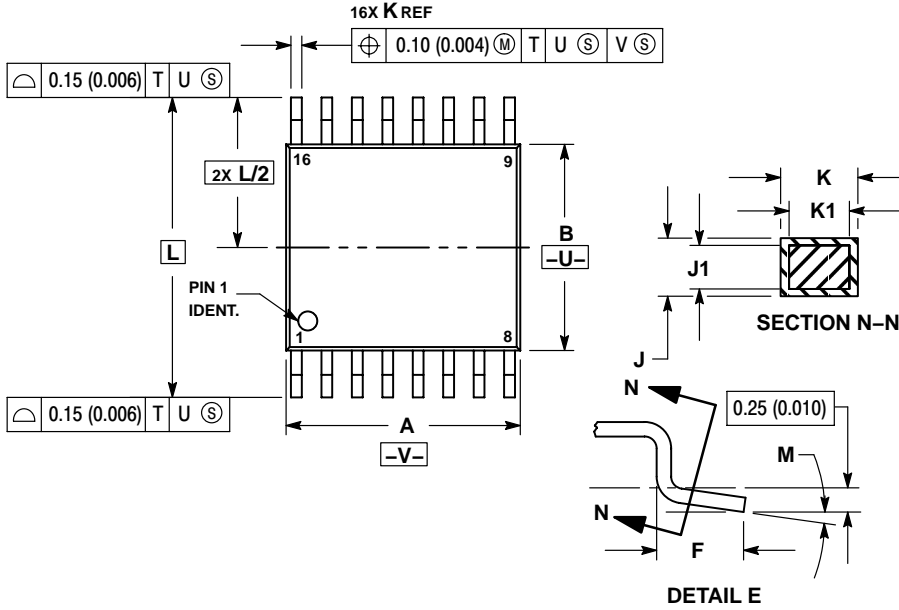 16X K REF
⌖ 0.10 (0.004) Ⓜ T U Ⓢ V Ⓢ
⌓ 0.15 (0.006) T U Ⓢ
16
9
2X L/2
L
B
–U–
PIN 1
IDENT.
1
8
⌓ 0.15 (0.006) T U Ⓢ
A
–V–
K
K1
J1
J
SECTION N–N
N
0.25 (0.010)
M
N
F
DETAIL E